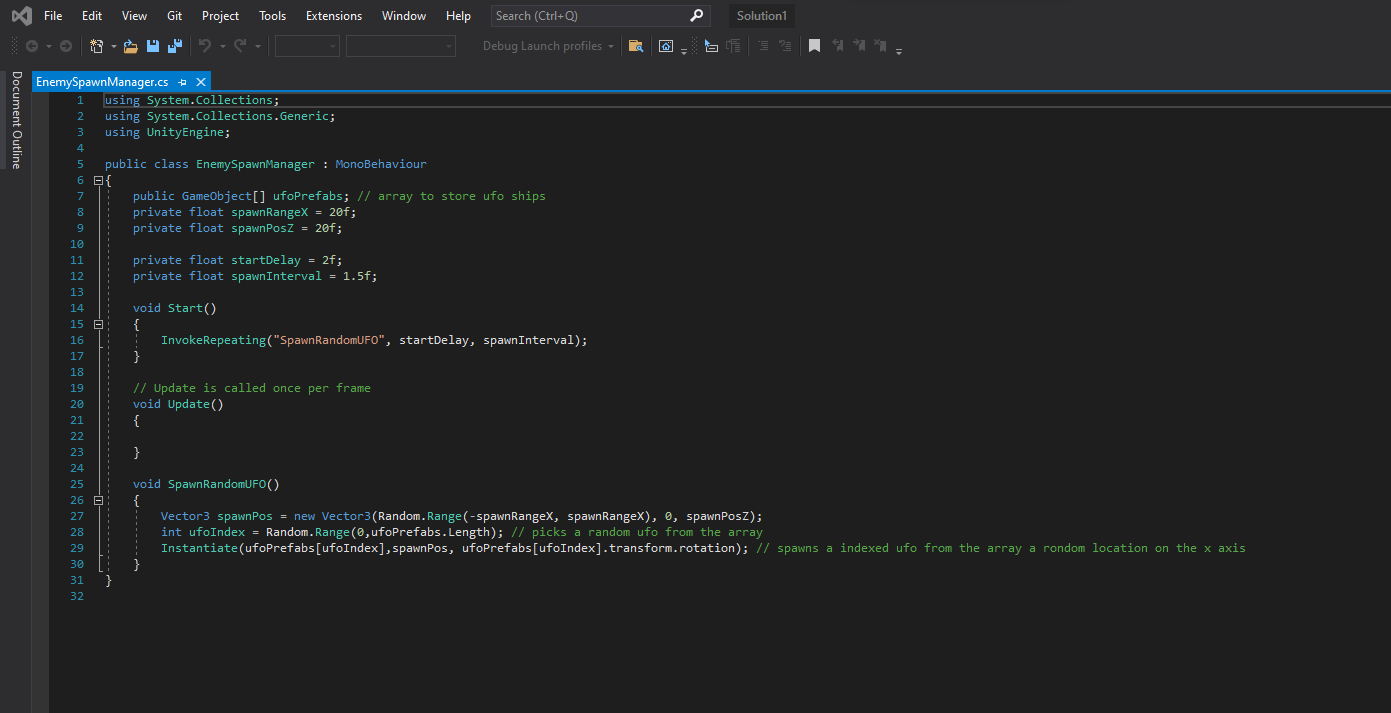 File Edit View Git Project Tools Extensions Window Help Search (Ctrl+Q) Solution1
Debug Launch profiles
Document Outline
EnemySpawnManager.cs
1 using System.Collections;
2 using System.Collections.Generic;
3 using UnityEngine;
4
5 public class EnemySpawnManager : MonoBehaviour
6 {
7 public GameObject[] ufoPrefabs; // array to store ufo ships
8 private float spawnRangeX = 20f;
9 private float spawnPosZ = 20f;
10
11 private float startDelay = 2f;
12 private float spawnInterval = 1.5f;
13
14 void Start()
15 {
16 InvokeRepeating("SpawnRandomUFO", startDelay, spawnInterval);
17 }
18
19 // Update is called once per frame
20 void Update()
21 {
22
23 }
24
25 void SpawnRandomUFO()
26 {
27 Vector3 spawnPos = new Vector3(Random.Range(-spawnRangeX, spawnRangeX), 0, spawnPosZ);
28 int ufoIndex = Random.Range(0,ufoPrefabs.Length); // picks a random ufo from the array
29 Instantiate(ufoPrefabs[ufoIndex],spawnPos, ufoPrefabs[ufoIndex].transform.rotation); // spawns a indexed ufo from the array a rondom location on the x axis
30 }
31 }
32